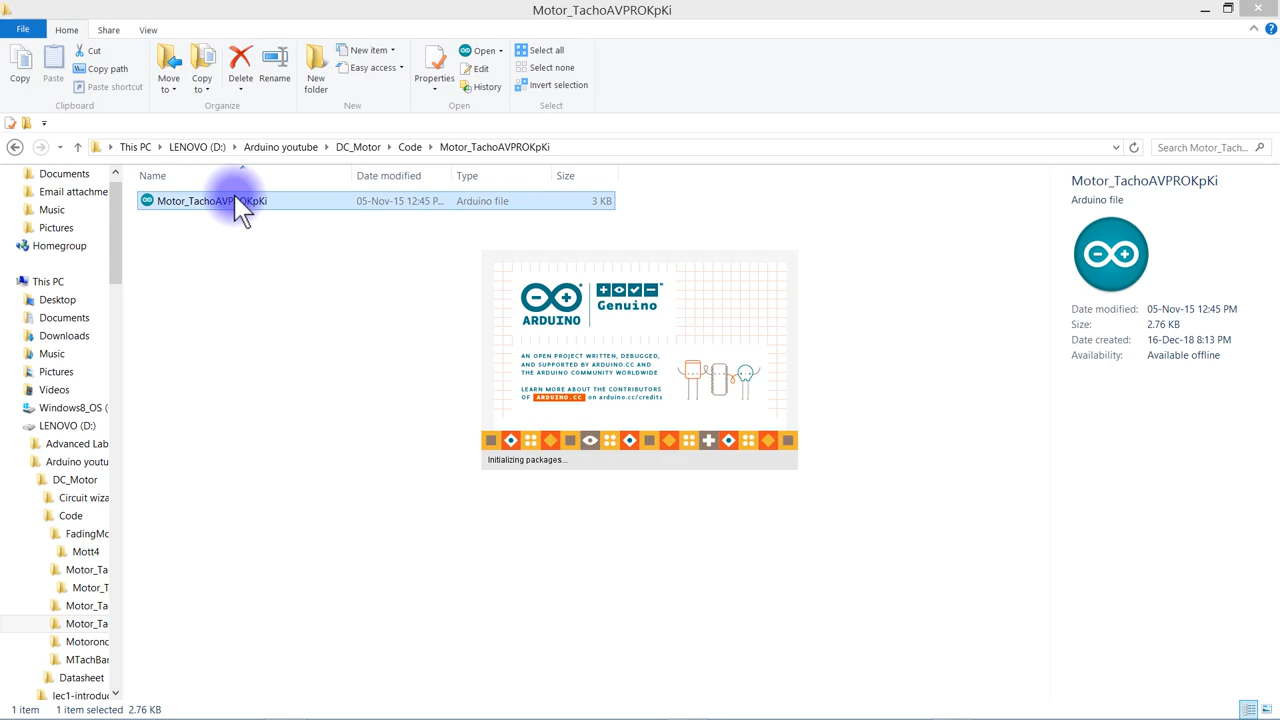 Motor_TachoAVPROKpKi
File Home Share View
Copy
Paste
Cut
Copy path
Paste shortcut
Clipboard
Move to
Copy to
Delete
Rename
Organize
New folder
New item
Easy access
New
Properties
Open
Edit
History
Open
Select all
Select none
Invert selection
Select
This PC LENOVO (D:) Arduino youtube DC_Motor Code Motor_TachoAVPROKpKi
Search Motor_Tach...
Name Date modified Type Size
Motor_TachoAVPROKpKi 05-Nov-15 12:45 P... Arduino file 3 KB
Documents
Email attachme
Music
Pictures
Homegroup
This PC
Desktop
Documents
Downloads
Music
Pictures
Videos
Windows8_OS (
LENOVO (D:)
Advanced Lab
Arduino youtu
DC_Motor
Circuit wiza
Code
FadingMo
Mott4
Motor_Ta
Motor_T
Motor_Ta
Motor_Ta
Motorono
MTachBar
Datasheet
lec1-introduc
ARDUINO
Genuino
AN OPEN PROJECT WRITTEN, DEBUGGED,
AND SUPPORTED BY ARDUINO.CC AND
THE ARDUINO COMMUNITY WORLDWIDE
LEARN MORE ABOUT THE CONTRIBUTORS
OF ARDUINO.CC on arduino.cc/credits
Initializing packages...
Motor_TachoAVPROKpKi
Arduino file
Date modified: 05-Nov-15 12:45 PM
Size: 2.76 KB
Date created: 16-Dec-18 8:13 PM
Availability: Available offline
1 item 1 item selected 2.76 KB